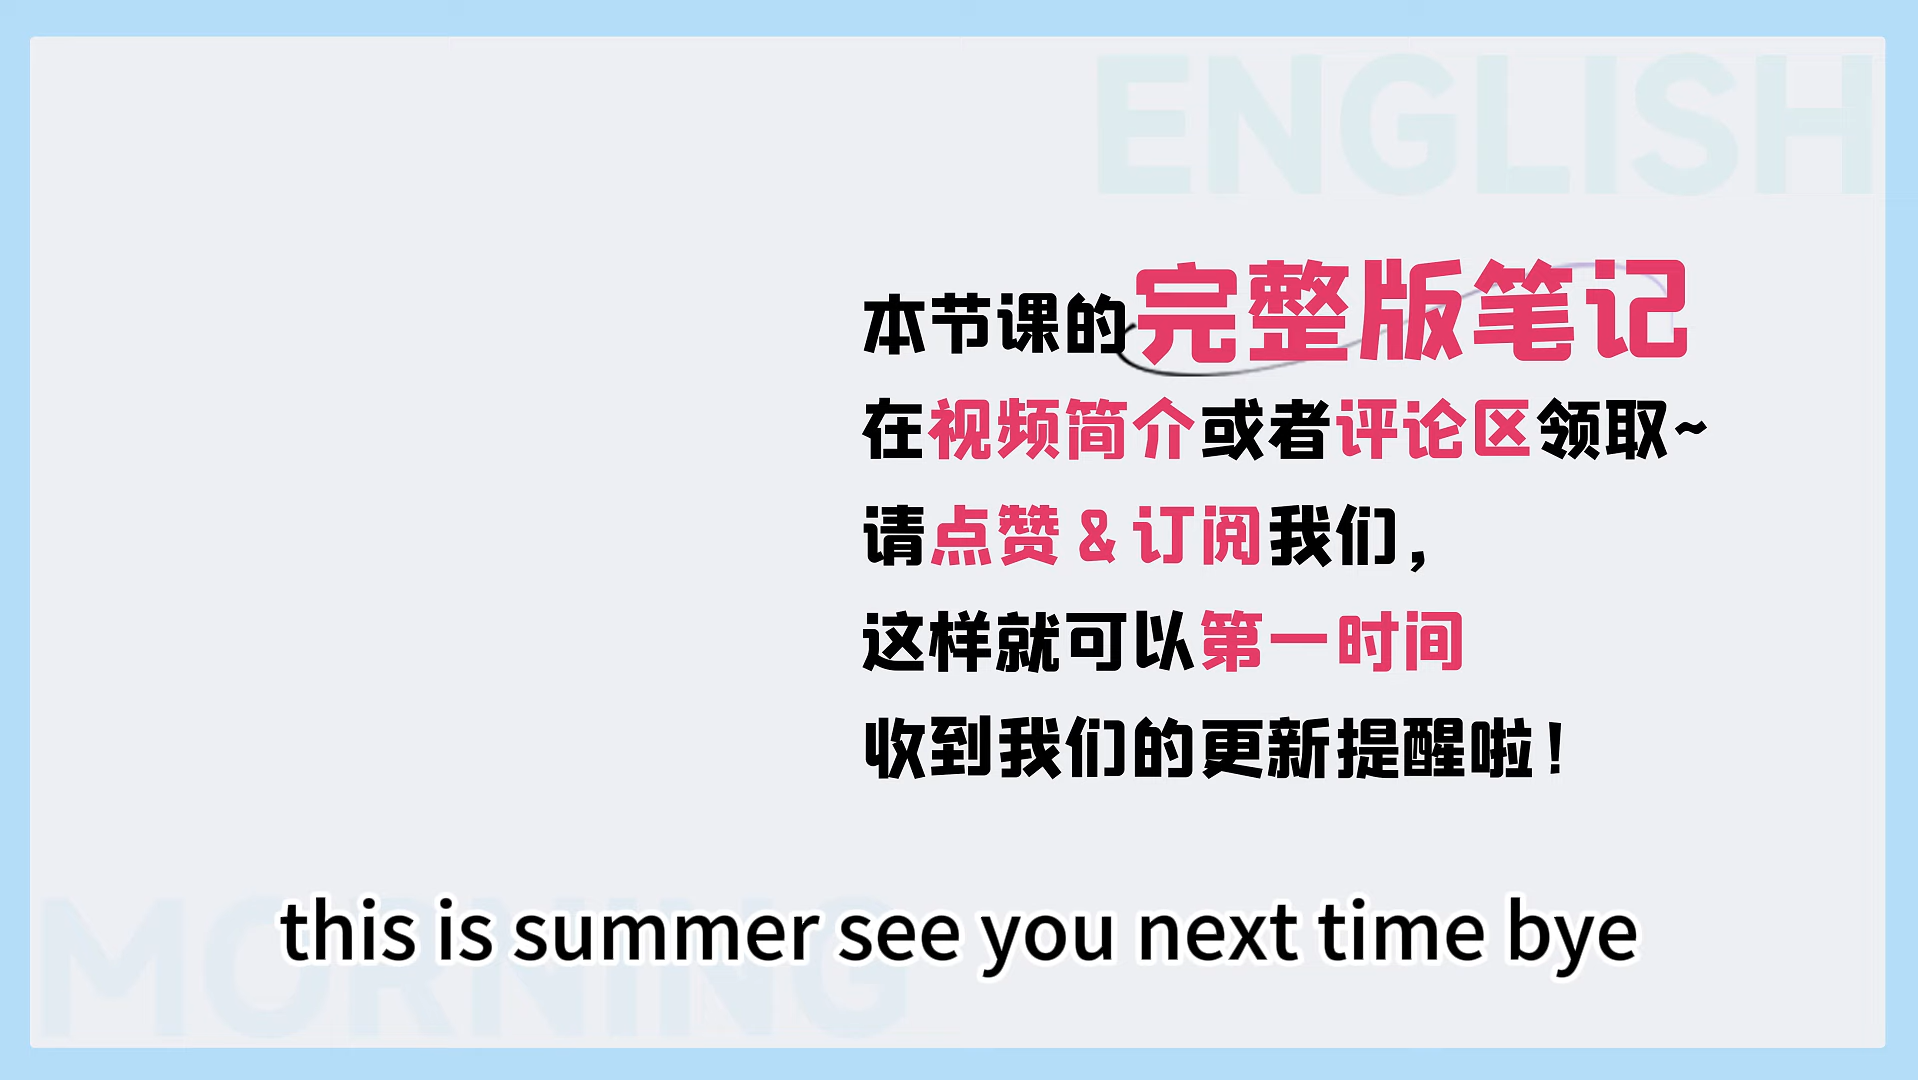 ENGLISH
本节课的完整版笔记
在视频简介或者评论区领取~
请点赞&订阅我们，
这样就可以第一时间
收到我们的更新提醒啦！
MORNING
this is summer see you next time bye